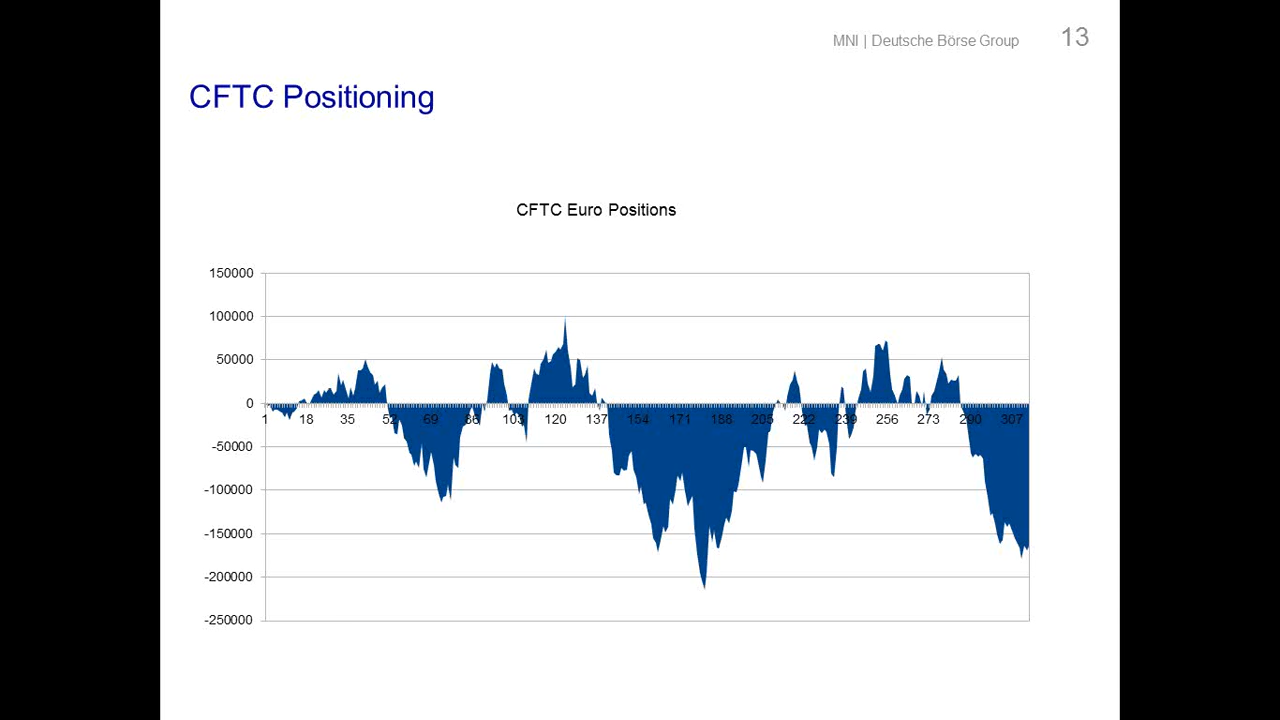 MNI | Deutsche Börse Group 13
CFTC Positioning
CFTC Euro Positions
150000
100000
50000
0
-50000
-100000
-150000
-200000
-250000
1 18 35 52 69 86 103 120 137 154 171 188 205 222 239 256 273 290 307